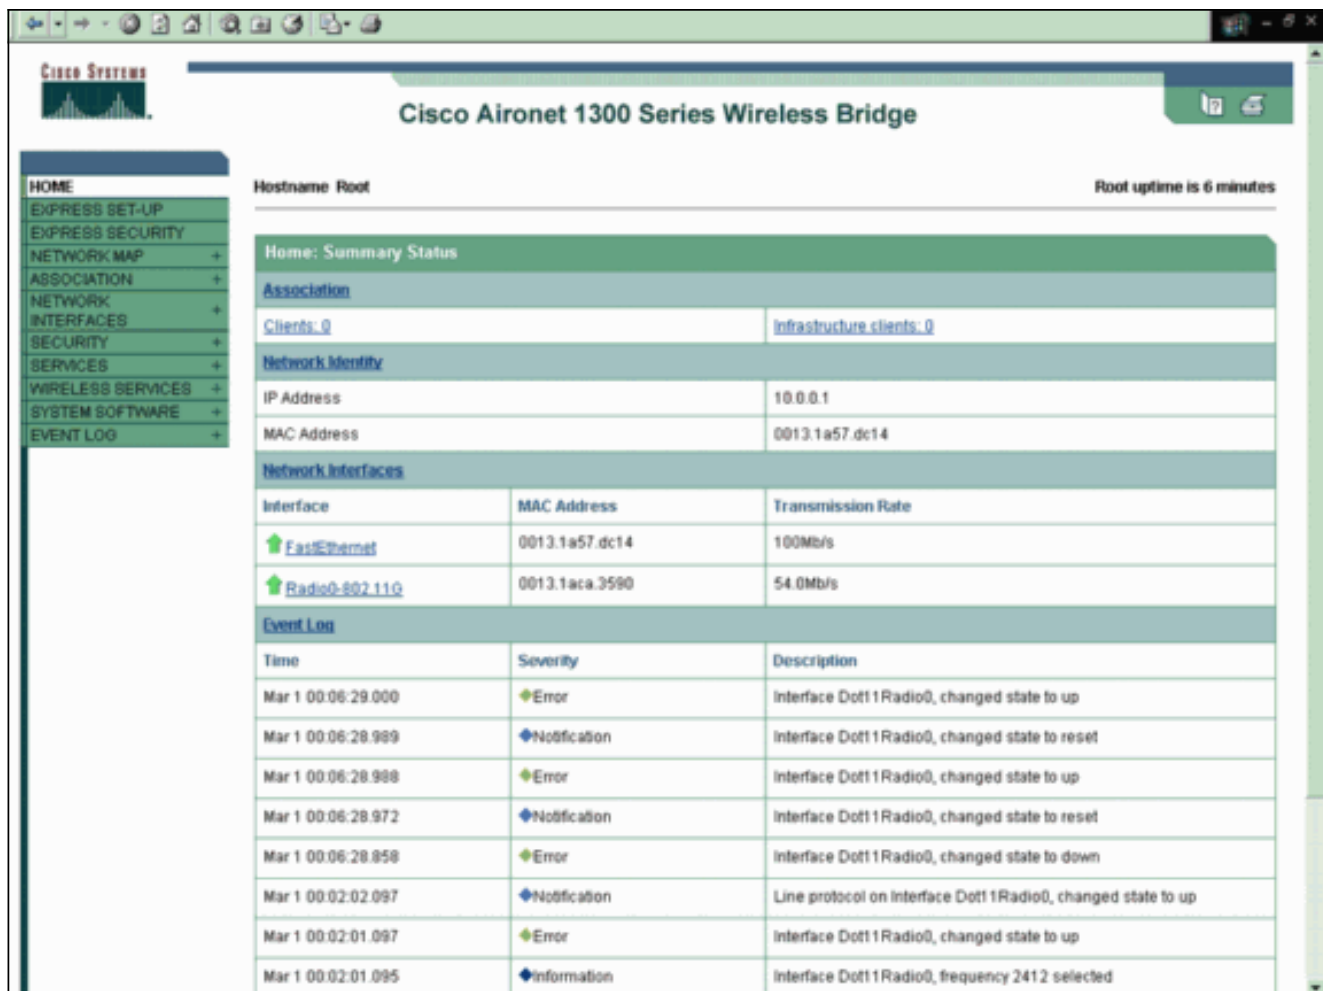 CISCO SYSTEMS
Cisco Aironet 1300 Series Wireless Bridge
HOME
EXPRESS SET-UP
EXPRESS SECURITY
NETWORK MAP +
ASSOCIATION +
NETWORK
INTERFACES +
SECURITY +
SERVICES +
WIRELESS SERVICES +
SYSTEM SOFTWARE +
EVENT LOG +
Hostname Root Root uptime is 6 minutes
Home: Summary Status
Association
Clients: 0 Infrastructure clients: 0
Network Identity
IP Address 10.0.0.1
MAC Address 0013.1a57.dc14
Network Interfaces
Interface MAC Address Transmission Rate
FastEthernet 0013.1a57.dc14 100Mb/s
Radio0-802.11G 0013.1aca.3590 54.0Mb/s
Event Log
Time Severity Description
Mar 1 00:06:29.000 Error Interface Dot11Radio0, changed state to up
Mar 1 00:06:28.989 Notification Interface Dot11Radio0, changed state to reset
Mar 1 00:06:28.988 Error Interface Dot11Radio0, changed state to up
Mar 1 00:06:28.972 Notification Interface Dot11Radio0, changed state to reset
Mar 1 00:06:28.858 Error Interface Dot11Radio0, changed state to down
Mar 1 00:02:02.097 Notification Line protocol on Interface Dot11Radio0, changed state to up
Mar 1 00:02:01.097 Error Interface Dot11Radio0, changed state to up
Mar 1 00:02:01.095 Information Interface Dot11Radio0, frequency 2412 selected